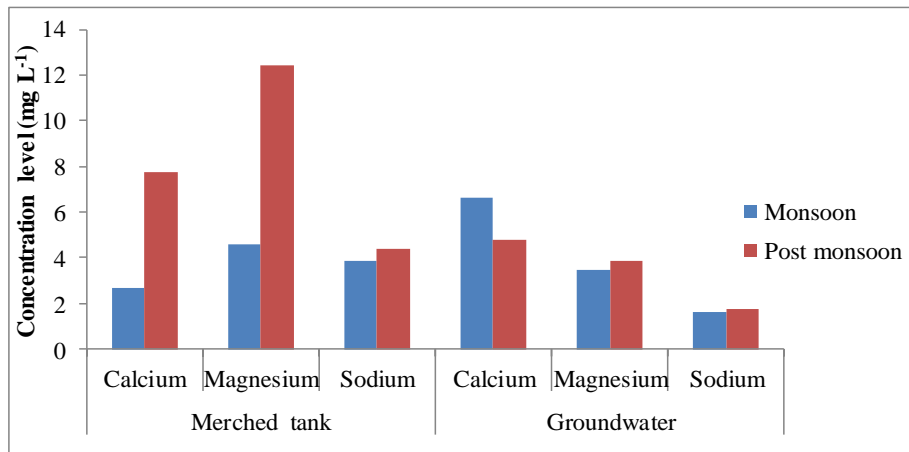 Concentration level (mg L⁻¹)
14
12
10
8
6
4
2
0
Calcium Magnesium Sodium Calcium Magnesium Sodium
Merched tank Groundwater
Monsoon
Post monsoon